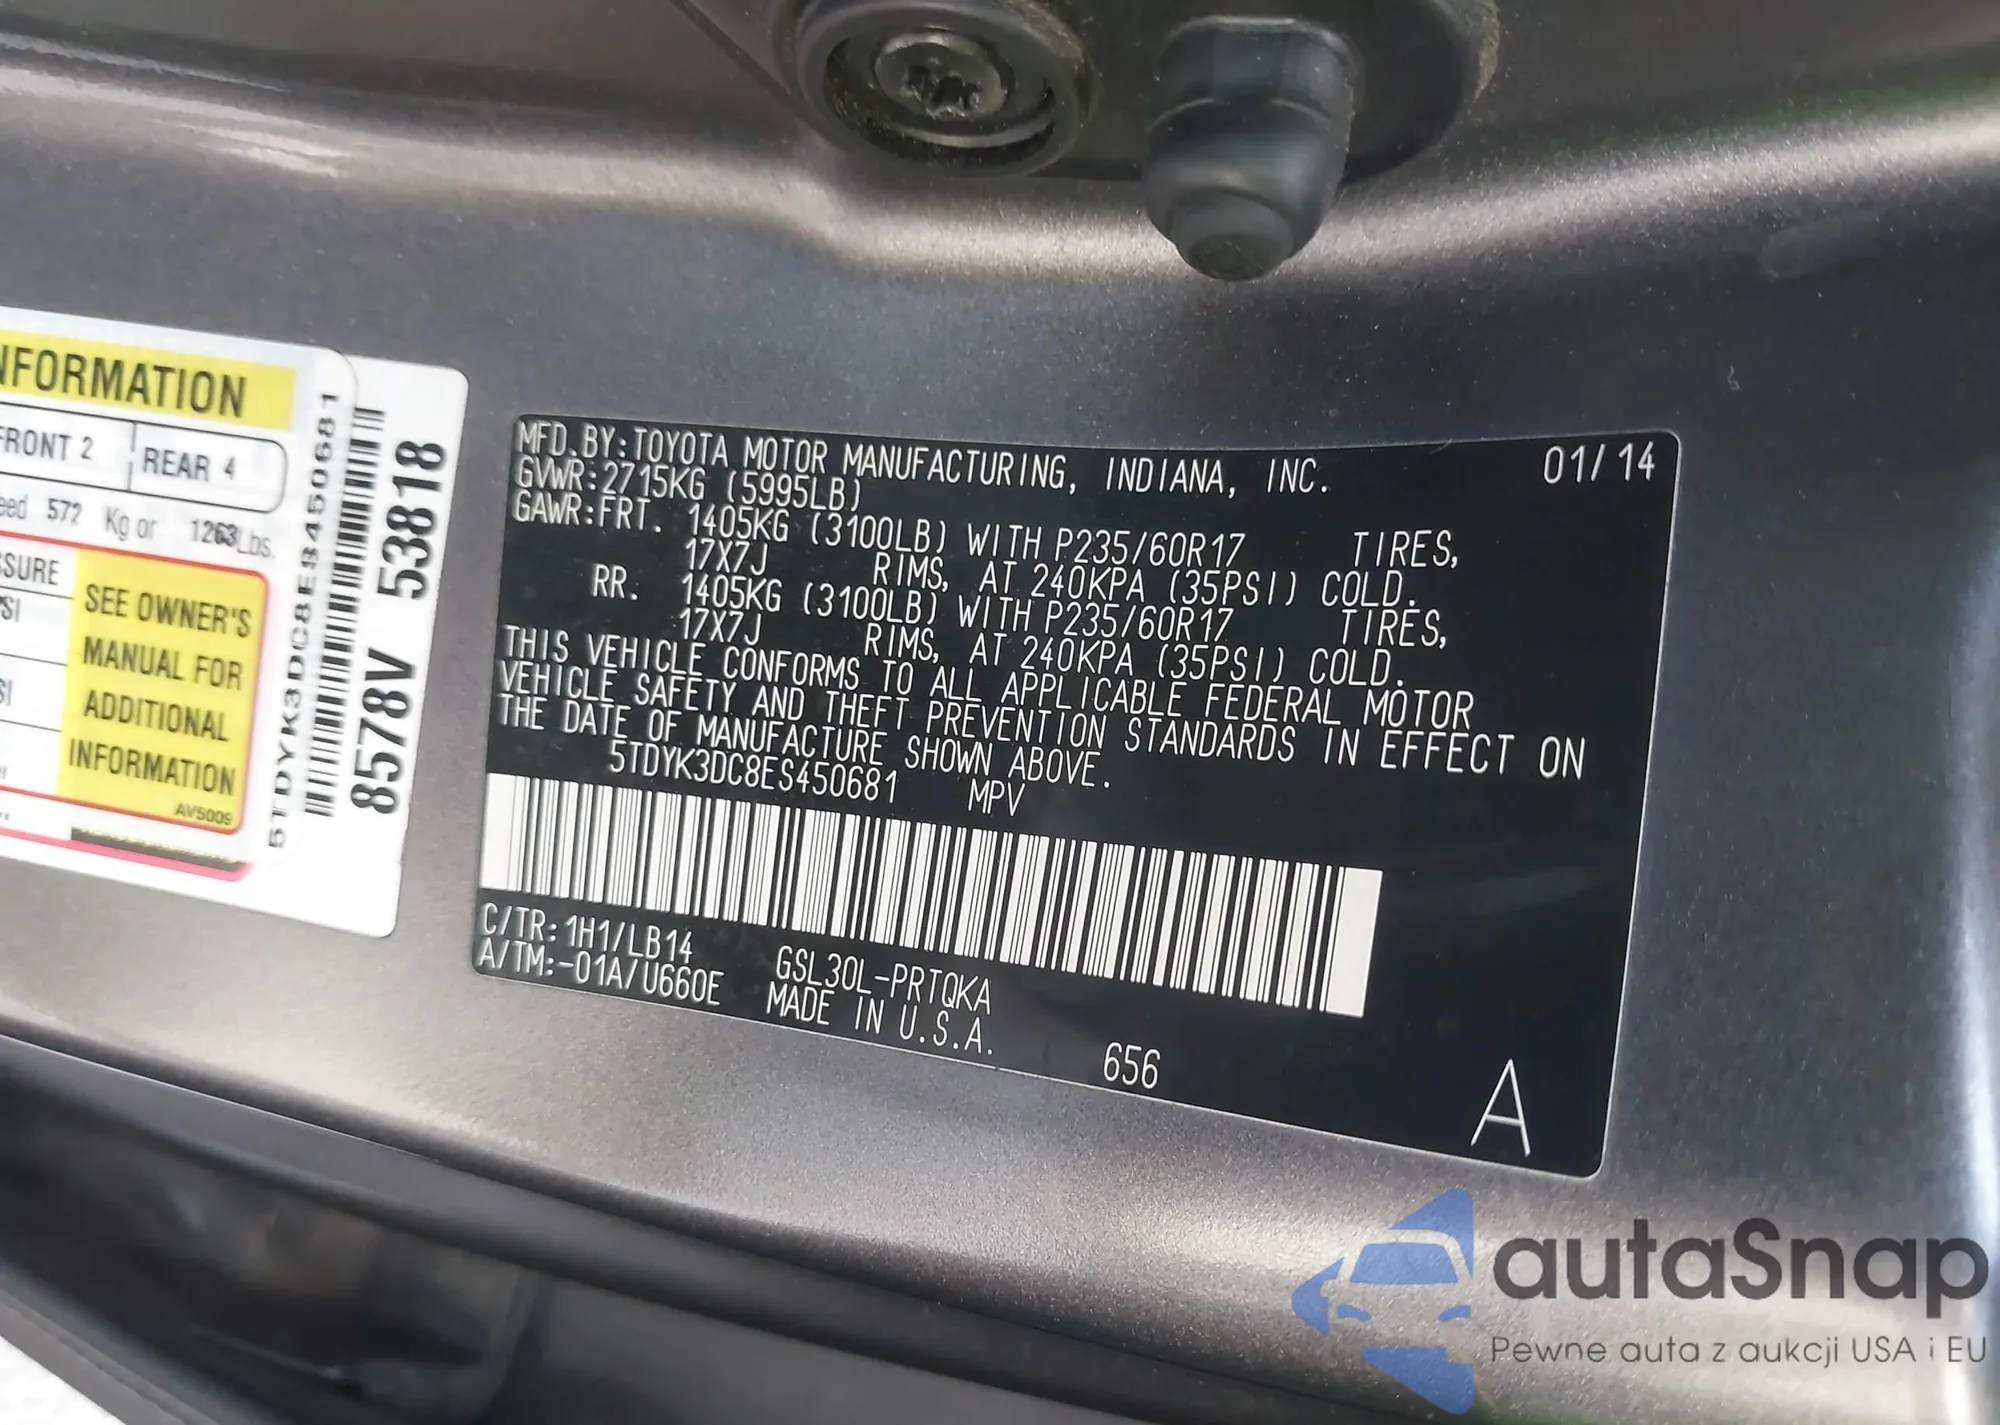 NFORMATION
FRONT 2
REAR 4
eed 572 Kg or 1263Lbs.
SSURE
SEE OWNER'S
MANUAL FOR
ADDITIONAL
INFORMATION
AV5009
5TDYK3DC8ES450681
8578V 53818
MFD.BY:TOYOTA MOTOR MANUFACTURING, INDIANA, INC. 01/14
GVWR:2715KG (5995LB)
GAWR:FRT. 1405KG (3100LB) WITH P235/60R17 TIRES,
17X7J RIMS, AT 240KPA (35PSI) COLD.
RR. 1405KG (3100LB) WITH P235/60R17 TIRES,
17X7J RIMS, AT 240KPA (35PSI) COLD.
THIS VEHICLE CONFORMS TO ALL APPLICABLE FEDERAL MOTOR
VEHICLE SAFETY AND THEFT PREVENTION STANDARDS IN EFFECT ON
THE DATE OF MANUFACTURE SHOWN ABOVE.
5TDYK3DC8ES450681 MPV
C/TR:1H1/LB14 GSL30L-PRTQKA
A/TM:-01A/U660E MADE IN U.S.A.
656
A
autaSnap
Pewne auta z aukcji USA i EU